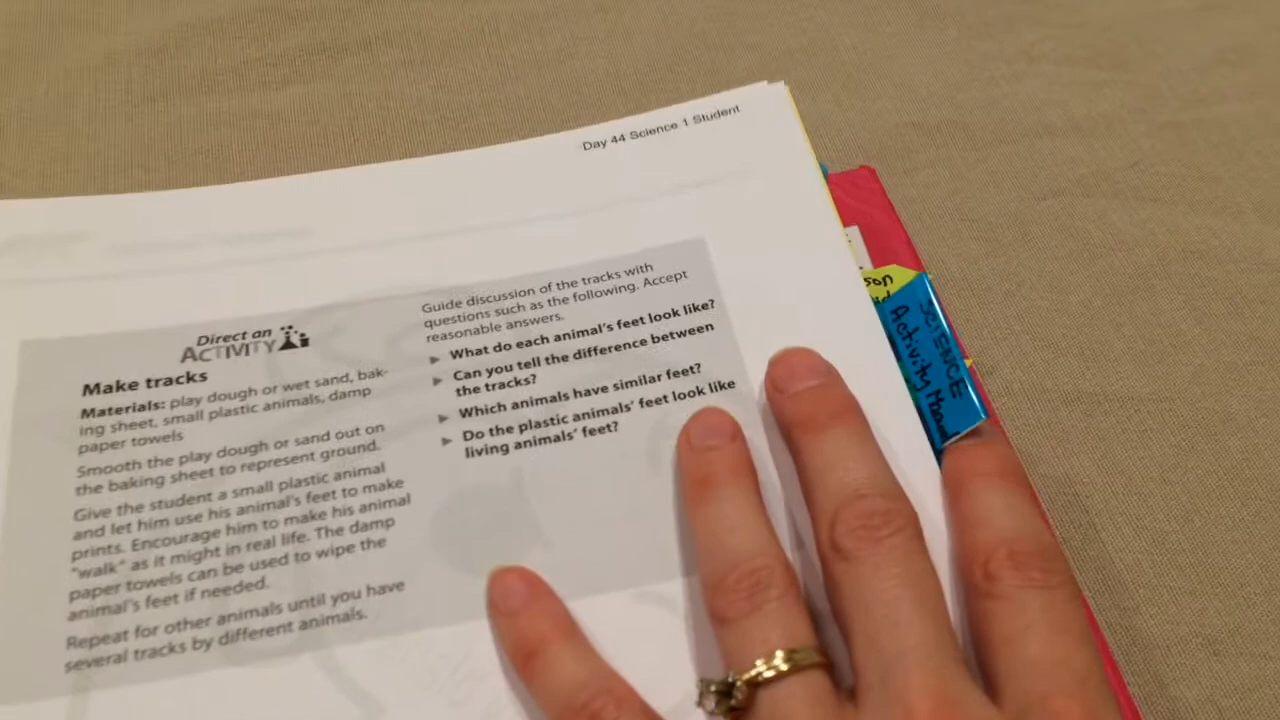 Day 44 Science 1 Student
Direct an
ACTIVITY
Make tracks
Materials: play dough or wet sand, bak-
ing sheet, small plastic animals, damp
paper towels
Smooth the play dough or sand out on
the baking sheet to represent ground.
Give the student a small plastic animal
and let him use his animal's feet to make
prints. Encourage him to make his animal
"walk" as it might in real life. The damp
paper towels can be used to wipe the
animal's feet if needed.
Repeat for other animals until you have
several tracks by different animals.
Guide discussion of the tracks with
questions such as the following. Accept
reasonable answers.
▶ What do each animal's feet look like?
▶ Can you tell the difference between
the tracks?
▶ Which animals have similar feet?
▶ Do the plastic animals' feet look like
living animals' feet?
SCIENCE
Activity